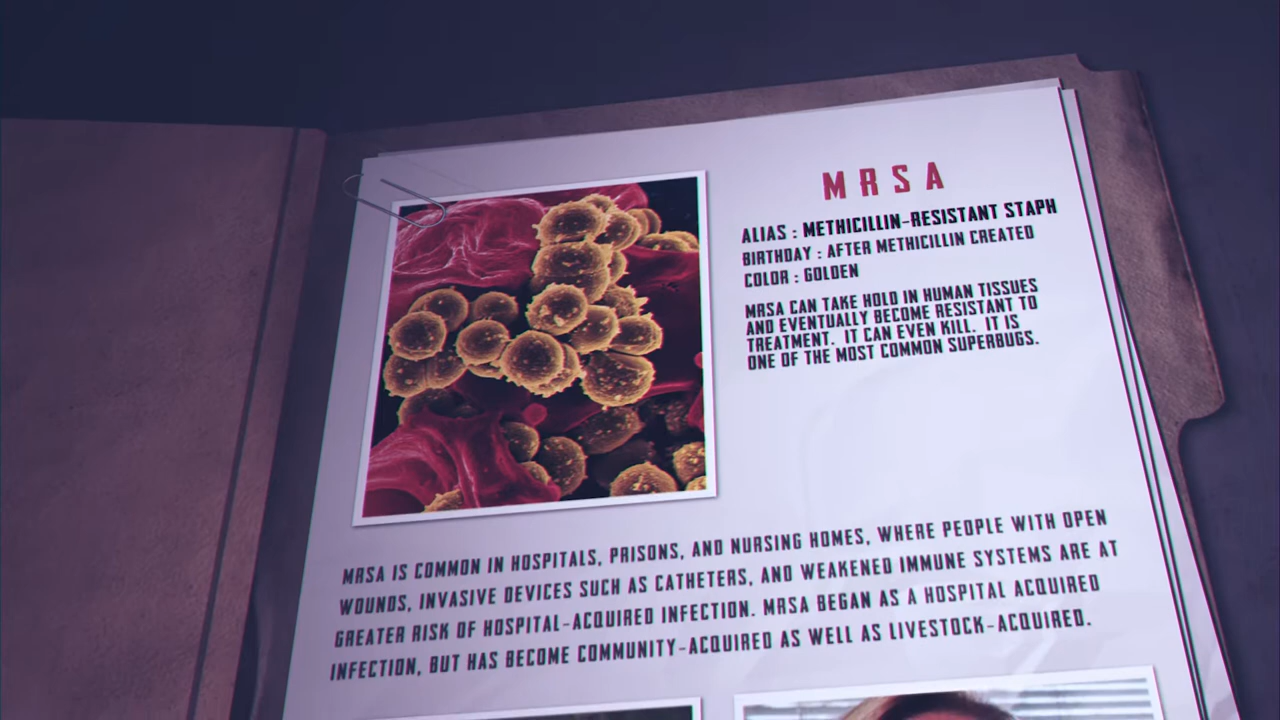 MRSA
ALIAS : METHICILLIN-RESISTANT STAPH
BIRTHDAY : AFTER METHICILLIN CREATED
COLOR : GOLDEN
MRSA CAN TAKE HOLD IN HUMAN TISSUES
AND EVENTUALLY BECOME RESISTANT TO
TREATMENT. IT CAN EVEN KILL. IT IS
ONE OF THE MOST COMMON SUPERBUGS.
MRSA IS COMMON IN HOSPITALS, PRISONS, AND NURSING HOMES, WHERE PEOPLE WITH OPEN
WOUNDS, INVASIVE DEVICES SUCH AS CATHETERS, AND WEAKENED IMMUNE SYSTEMS ARE AT
GREATER RISK OF HOSPITAL-ACQUIRED INFECTION. MRSA BEGAN AS A HOSPITAL ACQUIRED
INFECTION, BUT HAS BECOME COMMUNITY-ACQUIRED AS WELL AS LIVESTOCK-ACQUIRED.